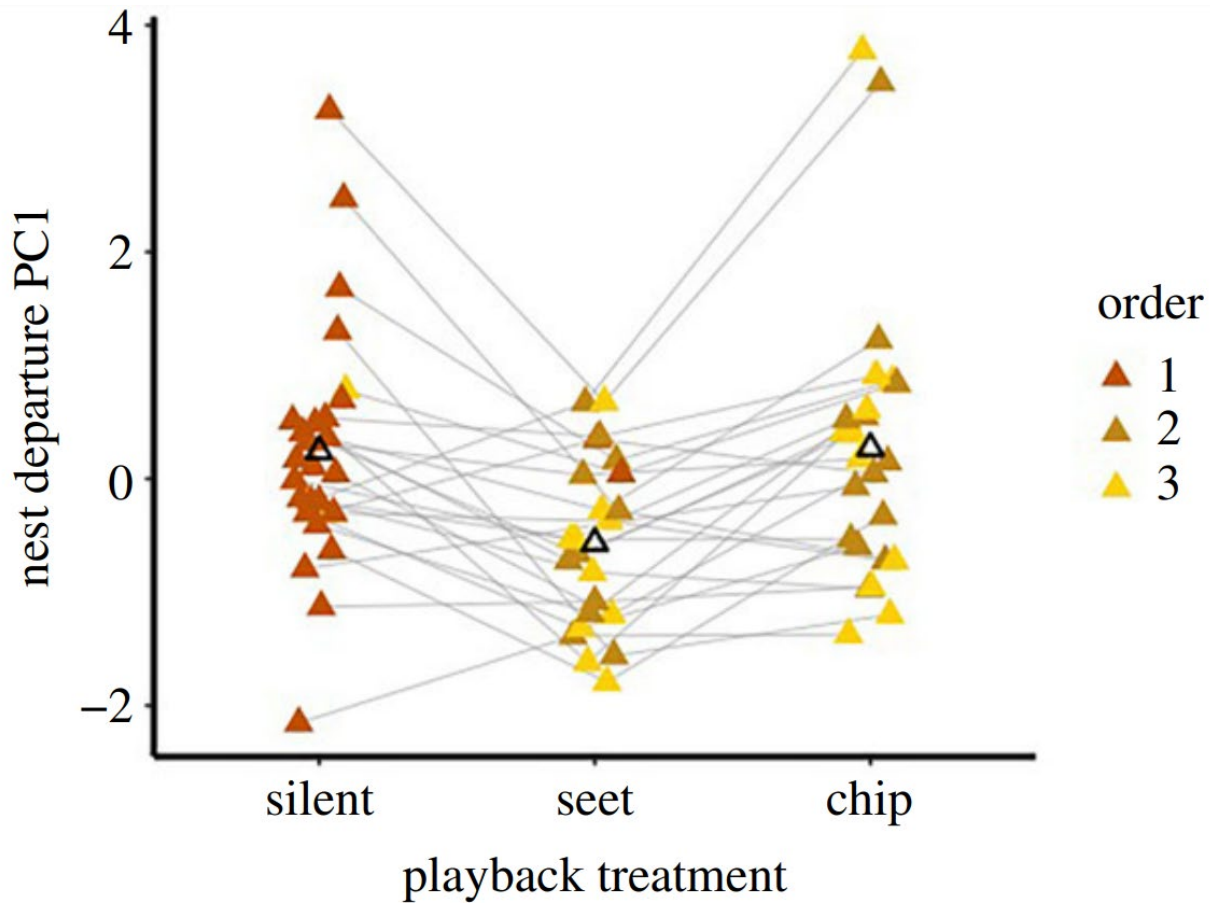 4
2
0
−2
nest departure PC1
silent
seet
chip
playback treatment
order
1
2
3